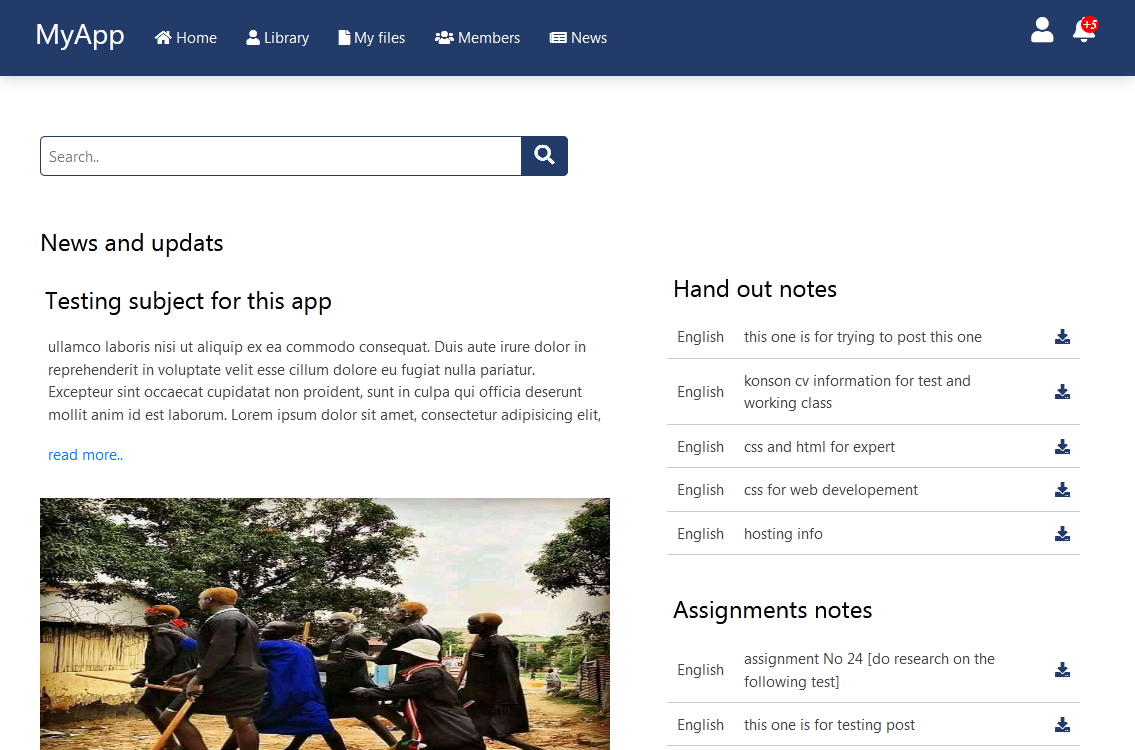 MyApp Home Library My files Members News +5
Search..
News and updats
Testing subject for this app
ullamco laboris nisi ut aliquip ex ea commodo consequat. Duis aute irure dolor in
reprehenderit in voluptate velit esse cillum dolore eu fugiat nulla pariatur.
Excepteur sint occaecat cupidatat non proident, sunt in culpa qui officia deserunt
mollit anim id est laborum. Lorem ipsum dolor sit amet, consectetur adipisicing elit,
read more..
Hand out notes
English this one is for trying to post this one
English konson cv information for test and
working class
English css and html for expert
English css for web developement
English hosting info
Assignments notes
English assignment No 24 [do research on the
following test]
English this one is for testing post